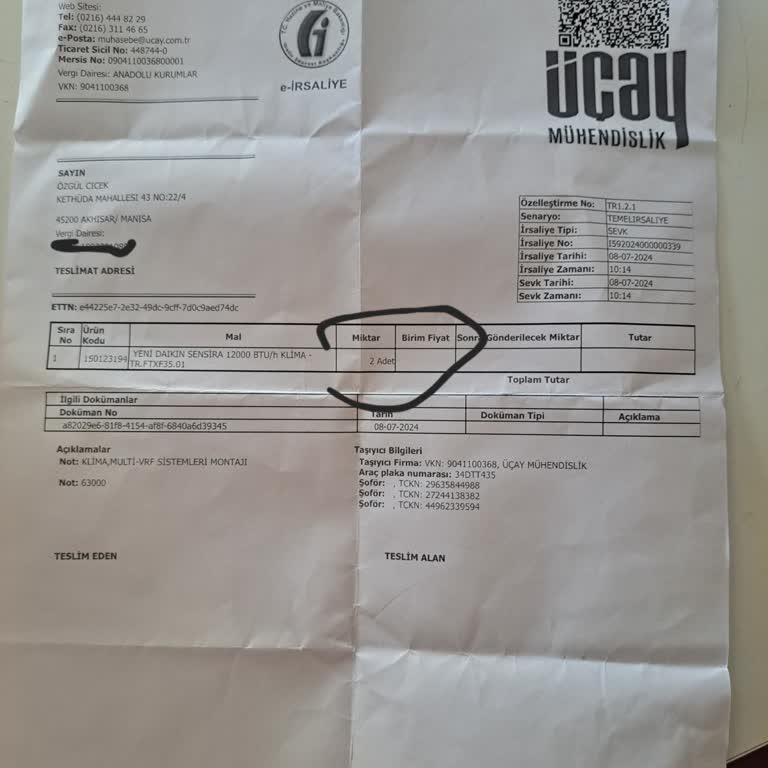 Web Sitesi:
Tel: (0216) 444 82 29
Fax: (0216) 314 46 65
e-Posta: muhasebe@ucay.com.tr
Ticaret Sicil No: 448744-0
Mersis No: 0904110036800001
Vergi Dairesi: ANADOLU KURUMLAR
VKN: 9041100368
e-İRSALİYE
üçay
MÜHENDİSLİK
SAYIN
ÖZGÜL CICEK
KETHÜDA MAHALLESİ 43 NO:22/4
45200 AKHİSAR/ MANİSA
Vergi Dairesi:
TESLİMAT ADRESİ
Özelleştirme No: TR1.2.1
Senaryo: TEMELIRSALIYE
İrsaliye Tipi: SEVK
İrsaliye No: I592024000000339
İrsaliye Tarihi: 08-07-2024
İrsaliye Zamanı: 10:14
Sevk Tarihi: 08-07-2024
Sevk Zamanı: 10:14
ETTN: e44225e7-2e32-49dc-9cff-7d0c9aed74dc
Sıra No Ürün Kodu Mal Miktar Birim Fiyat Sonra Gönderilecek Miktar Tutar
1 150123194 YENİ DAIKIN SENSIRA 12000 BTU/h KLİMA - TR.FTXF35.01 2 Adet
Toplam Tutar
İlgili Dokümanlar
Doküman No Tarih Doküman Tipi Açıklama
a82029e6-81f8-4154-af8f-6840a6d39345 08-07-2024
Açıklamalar
Not: KLİMA,MULTİ-VRF SİSTEMLERİ MONTAJI
Not: 63000
Taşıyıcı Bilgileri
Taşıyıcı Firma: VKN: 9041100368, ÜÇAY MÜHENDİSLİK
Araç plaka numarası: 34DTT435
Şoför: , TCKN: 29635844988
Şoför: , TCKN: 27244138382
Şoför: , TCKN: 44962339594
TESLİM EDEN
TESLİM ALAN